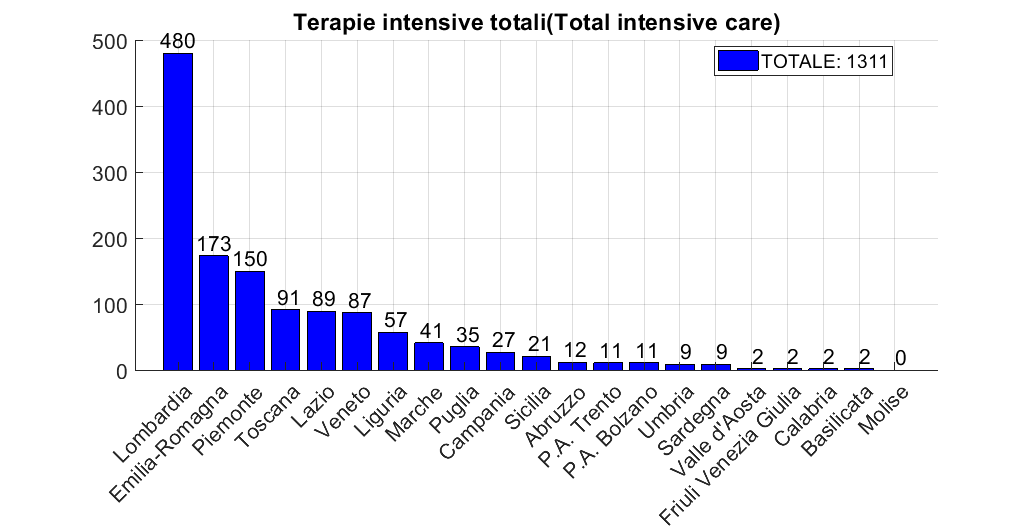 Terapie intensive totali(Total intensive care)
TOTALE: 1311
500
400
300
200
100
0
480
173
150
91
89
87
57
41
35
27
21
12
11
11
9
9
2
2
2
2
0
Lombardia
Emilia-Romagna
Piemonte
Toscana
Lazio
Veneto
Liguria
Marche
Puglia
Campania
Sicilia
Abruzzo
P.A. Trento
P.A. Bolzano
Umbria
Sardegna
Valle d'Aosta
Friuli Venezia Giulia
Calabria
Basilicata
Molise